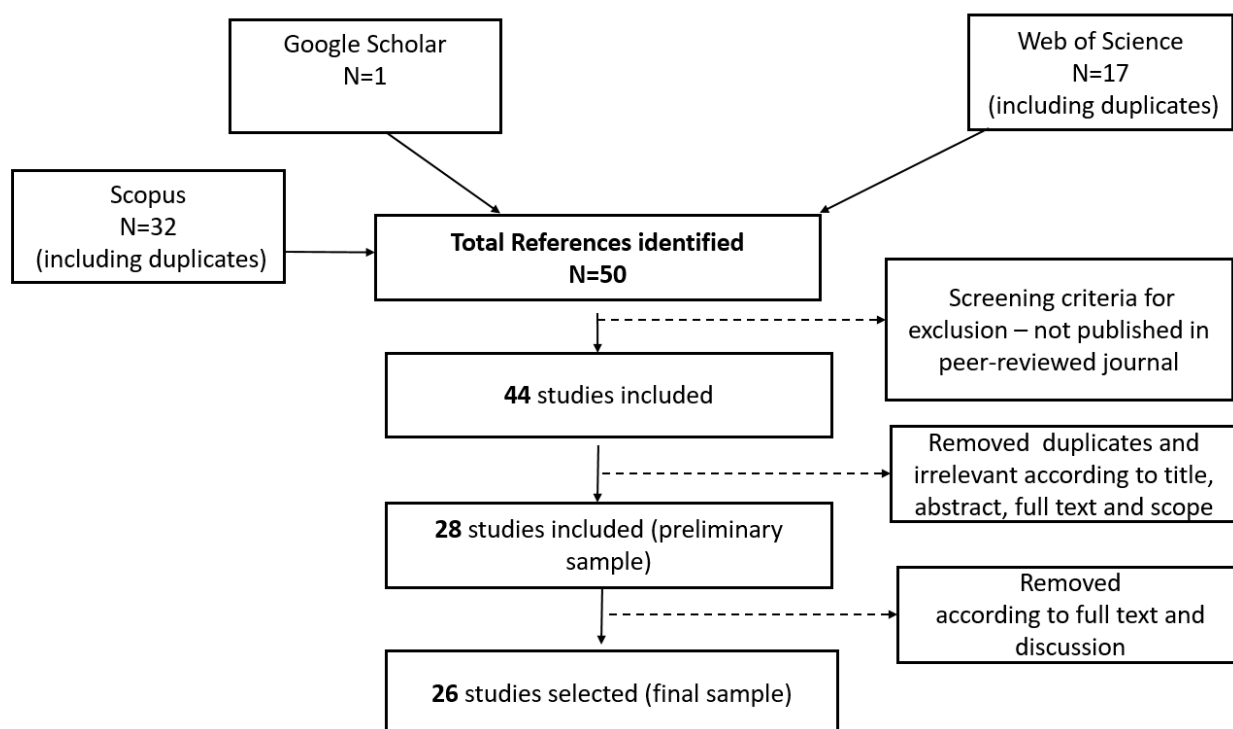 Google Scholar
N=1
Web of Science
N=17
(including duplicates)
Scopus
N=32
(including duplicates)
Total References identified
N=50
Screening criteria for
exclusion – not published in
peer-reviewed journal
44 studies included
Removed duplicates and
irrelevant according to title,
abstract, full text and scope
28 studies included (preliminary
sample)
Removed
according to full text and
discussion
26 studies selected (final sample)